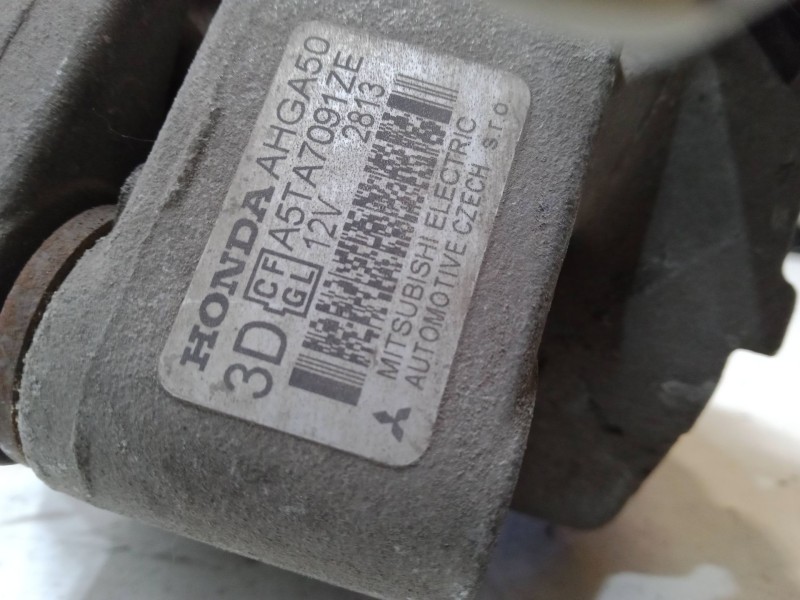 HONDA AHGA50
3D CF A5TA7091ZE
GL 12V 2813
MITSUBISHI ELECTRIC
AUTOMOTIVE CZECH s.r.o.